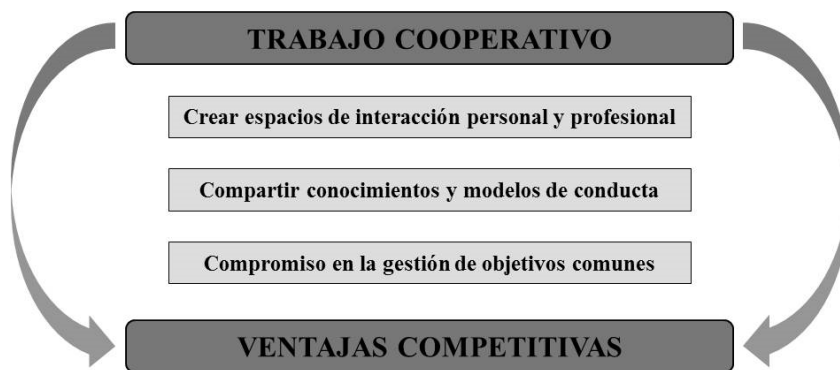 TRABAJO COOPERATIVO
Crear espacios de interacción personal y profesional
Compartir conocimientos y modelos de conducta
Compromiso en la gestión de objetivos comunes
VENTAJAS COMPETITIVAS